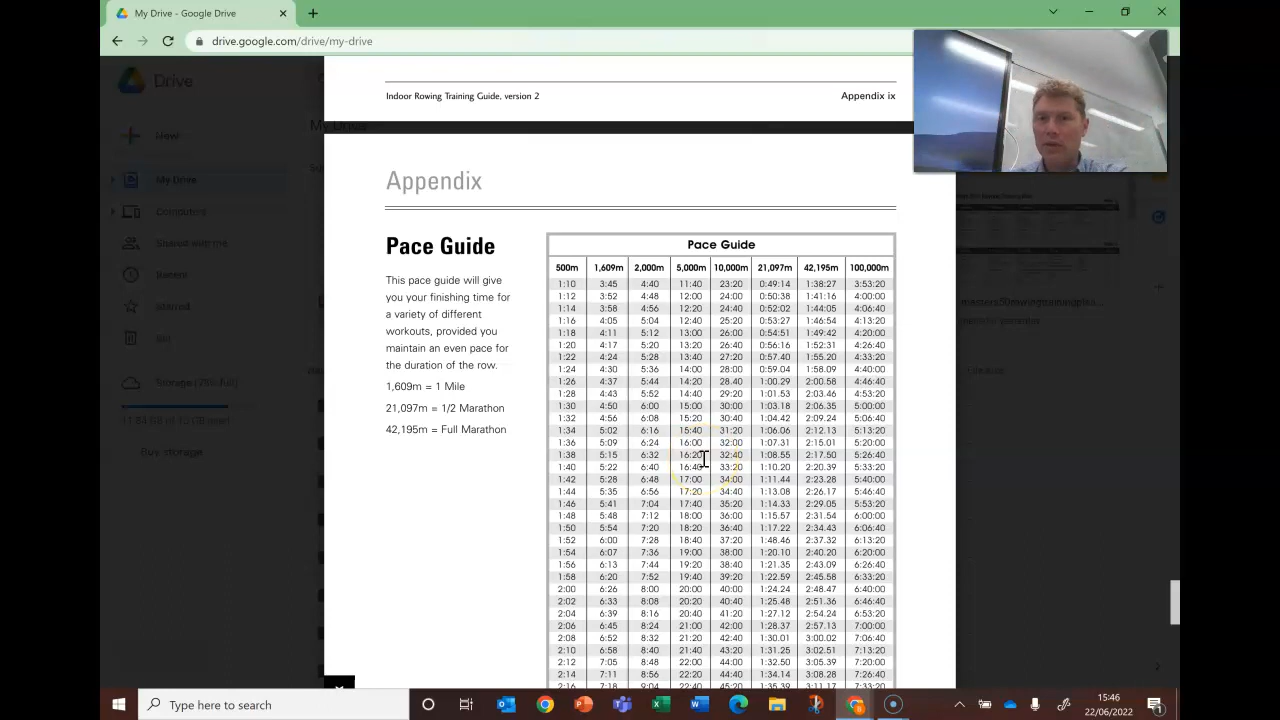 My Drive - Google Drive
drive.google.com/drive/my-drive
Drive
New
My Drive
My Drive
Computers
Shared with me
Recent
Starred
Bin
Buy storage
Indoor Rowing Training Guide, version 2
Appendix ix
Appendix
Pace Guide
This pace guide will give
you your finishing time for
a variety of different
workouts, provided you
maintain an even pace for
the duration of the row.
1,609m = 1 Mile
21,097m = 1/2 Marathon
42,195m = Full Marathon
Pace Guide
500m 1,609m 2,000m 5,000m 10,000m 21,097m 42,195m 100,000m
1:10 3:45 4:40 11:40 23:20 0:49:14 1:38:27 3:53:20
1:12 3:52 4:48 12:00 24:00 0:50:38 1:41:16 4:00:00
1:14 3:58 4:56 12:20 24:40 0:52:02 1:44:05 4:06:40
1:16 4:05 5:04 12:40 25:20 0:53:27 1:46:54 4:13:20
1:18 4:11 5:12 13:00 26:00 0:54:51 1:49:42 4:20:00
1:20 4:17 5:20 13:20 26:40 0:56:16 1:52:31 4:26:40
1:22 4:24 5:28 13:40 27:20 0:57.40 1:55.20 4:33:20
1:24 4:30 5:36 14:00 28:00 0:59.04 1:58.09 4:40:00
1:26 4:37 5:44 14:20 28:40 1:00.29 2:00.58 4:46:40
1:28 4:43 5:52 14:40 29:20 1:01.53 2:03.46 4:53:20
1:30 4:50 6:00 15:00 30:00 1:03.18 2:06.35 5:00:00
1:32 4:56 6:08 15:20 30:40 1:04.42 2:09.24 5:06:40
1:34 5:02 6:16 15:40 31:20 1:06.06 2:12.13 5:13:20
1:36 5:09 6:24 16:00 32:00 1:07.31 2:15.01 5:20:00
1:38 5:15 6:32 16:20 32:40 1:08.55 2:17.50 5:26:40
1:40 5:22 6:40 16:40 33:20 1:10.20 2:20.39 5:33:20
1:42 5:28 6:48 17:00 34:00 1:11.44 2:23.28 5:40:00
1:44 5:35 6:56 17:20 34:40 1:13.08 2:26.17 5:46:40
1:46 5:41 7:04 17:40 35:20 1:14.33 2:29.05 5:53:20
1:48 5:48 7:12 18:00 36:00 1:15.57 2:31.54 6:00:00
1:50 5:54 7:20 18:20 36:40 1:17.22 2:34.43 6:06:40
1:52 6:00 7:28 18:40 37:20 1:48.46 2:37.32 6:13:20
1:54 6:07 7:36 19:00 38:00 1:20.10 2:40.20 6:20:00
1:56 6:13 7:44 19:20 38:40 1:21.35 2:43.09 6:26:40
1:58 6:20 7:52 19:40 39:20 1:22.59 2:45.58 6:33:20
2:00 6:26 8:00 20:00 40:00 1:24.24 2:48.47 6:40:00
2:02 6:33 8:08 20:20 40:40 1:25.48 2:51.36 6:46:40
2:04 6:39 8:16 20:40 41:20 1:27.12 2:54.24 6:53:20
2:06 6:45 8:24 21:00 42:00 1:28.37 2:57.13 7:00:00
2:08 6:52 8:32 21:20 42:40 1:30.01 3:00.02 7:06:40
2:10 6:58 8:40 21:40 43:20 1:31.25 3:02.51 7:13:20
2:12 7:05 8:48 22:00 44:00 1:32.50 3:05.39 7:20:00
2:14 7:11 8:56 22:20 44:40 1:34.14 3:08.28 7:26:40
2:16 7:18 9:04 22:40 45:20 1:35.39 3:11.17 7:33:20
Type here to search
15:46
22/06/2022